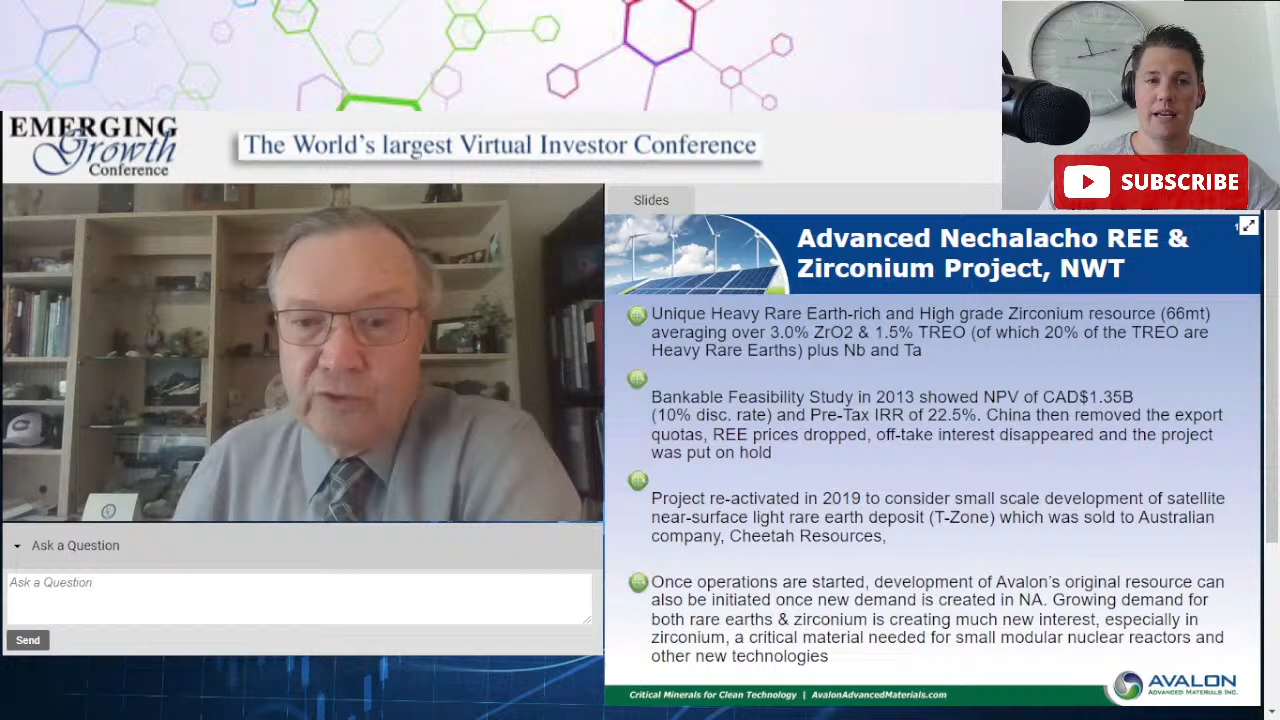 EMERGING
Growth
Conference
The World's largest Virtual Investor Conference
SUBSCRIBE
Slides
Advanced Nechalacho REE &
Zirconium Project, NWT
Unique Heavy Rare Earth-rich and High grade Zirconium resource (66mt)
averaging over 3.0% ZrO2 & 1.5% TREO (of which 20% of the TREO are
Heavy Rare Earths) plus Nb and Ta
Bankable Feasibility Study in 2013 showed NPV of CAD$1.35B
(10% disc. rate) and Pre-Tax IRR of 22.5%. China then removed the export
quotas, REE prices dropped, off-take interest disappeared and the project
was put on hold
Project re-activated in 2019 to consider small scale development of satellite
near-surface light rare earth deposit (T-Zone) which was sold to Australian
company, Cheetah Resources,
Once operations are started, development of Avalon's original resource can
also be initiated once new demand is created in NA. Growing demand for
both rare earths & zirconium is creating much new interest, especially in
zirconium, a critical material needed for small modular nuclear reactors and
other new technologies
Critical Minerals for Clean Technology | AvalonAdvancedMaterials.com
AVALON
ADVANCED MATERIALS INC.
Ask a Question
Ask a Question
Send